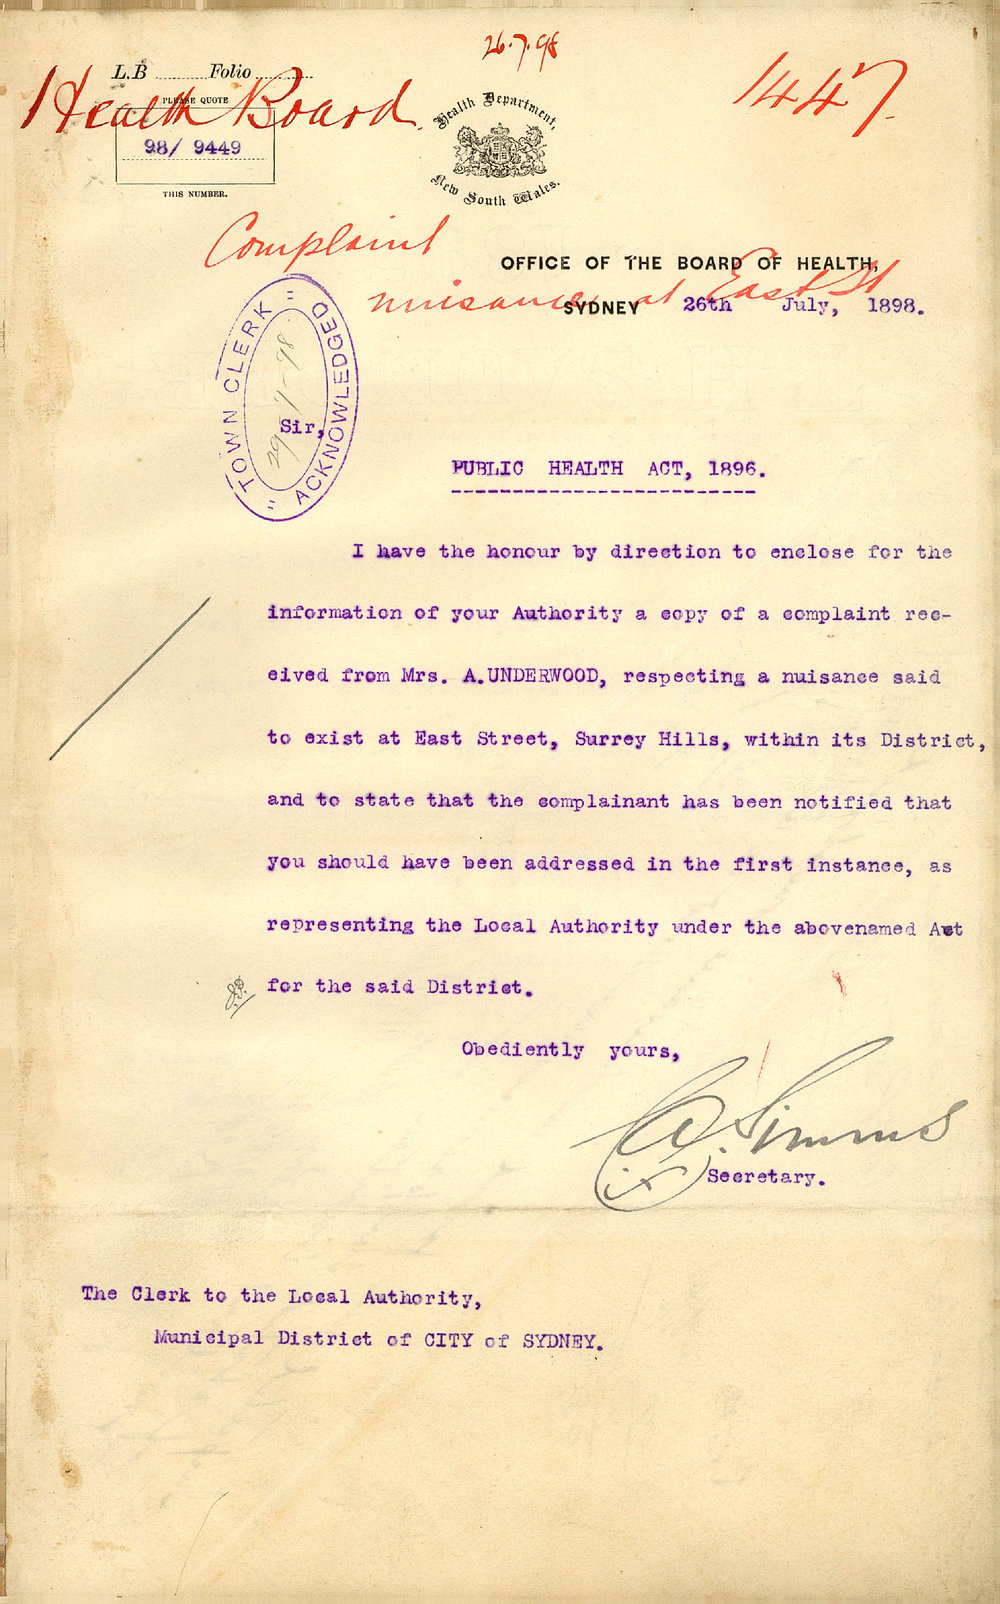 26.7.98
L.B ........ Folio ........
PLEASE QUOTE
Health Board.
1447.
98/ 9449
THIS NUMBER.
Health Department,
New South Wales.
Complaint
nuisance at East St
OFFICE OF THE BOARD OF HEALTH,
SYDNEY 26th July, 1898.
TOWN CLERK
ACKNOWLEDGED
29-7-98
Sir,
PUBLIC HEALTH ACT, 1896.
I have the honour by direction to enclose for the
information of your Authority a copy of a complaint rec-
eived from Mrs. A.UNDERWOOD, respecting a nuisance said
to exist at East Street, Surrey Hills, within its District,
and to state that the complainant has been notified that
you should have been addressed in the first instance, as
representing the Local Authority under the abovenamed Act
for the said District.
Obediently yours,
Simms
Secretary.
The Clerk to the Local Authority,
Municipal District of CITY of SYDNEY.